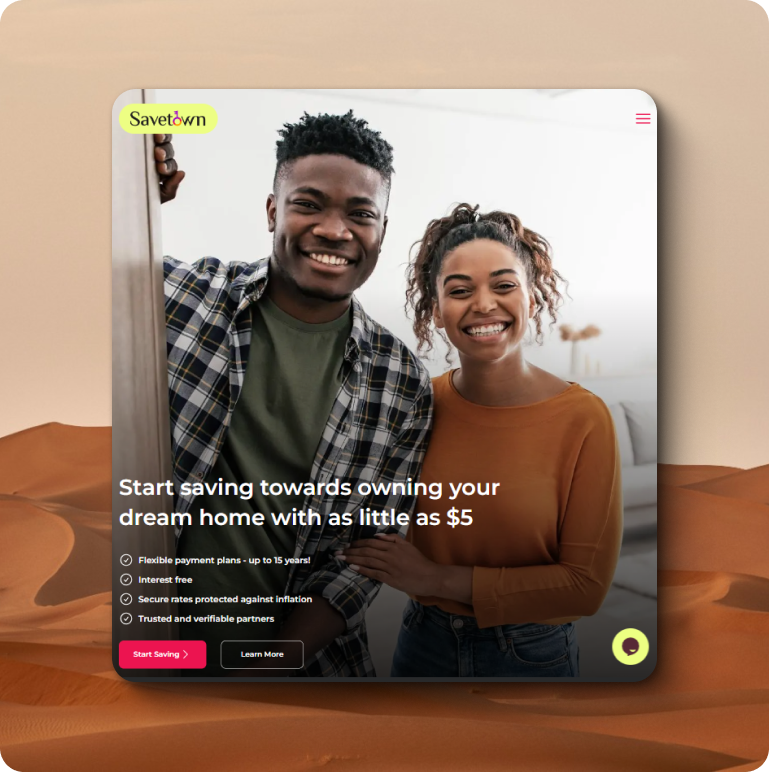 Savetown
Start saving towards owning your
dream home with as little as $5
Flexible payment plans - up to 15 years!
Interest free
Secure rates protected against inflation
Trusted and verifiable partners
Start Saving
Learn More